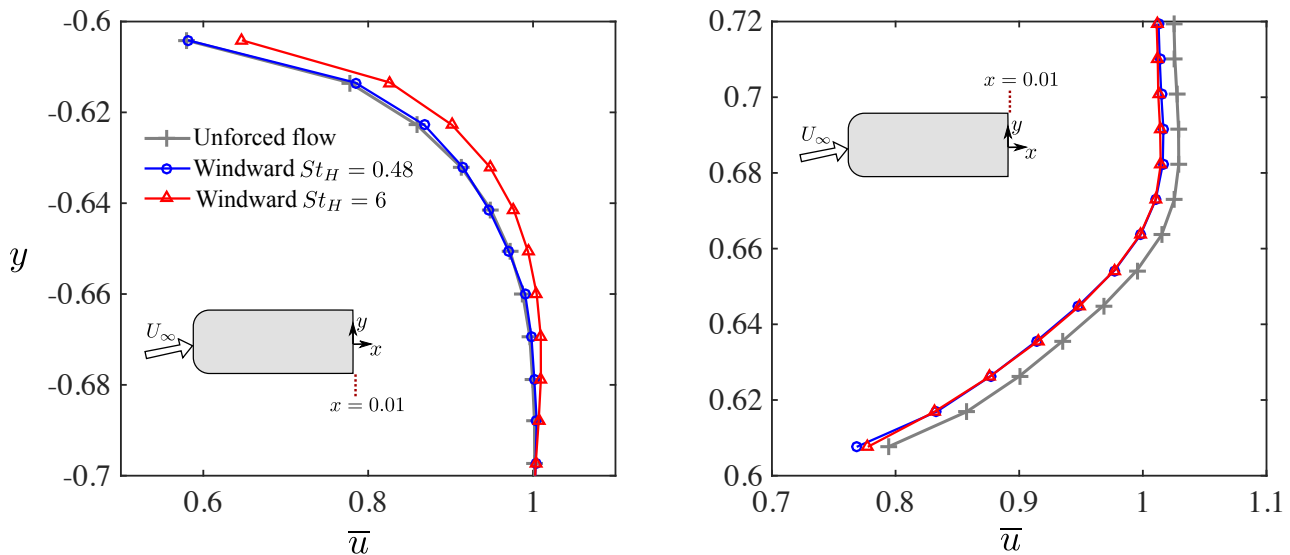 -0.6
-0.62
-0.64
-0.66
-0.68
-0.7
y
0.6
0.8
1
u̅
Unforced flow
Windward St_H = 0.48
Windward St_H = 6
U_∞
y
x
x = 0.01
0.72
0.7
0.68
0.66
0.64
0.62
0.6
0.7
0.8
0.9
1
1.1
u̅
x = 0.01
U_∞
y
x